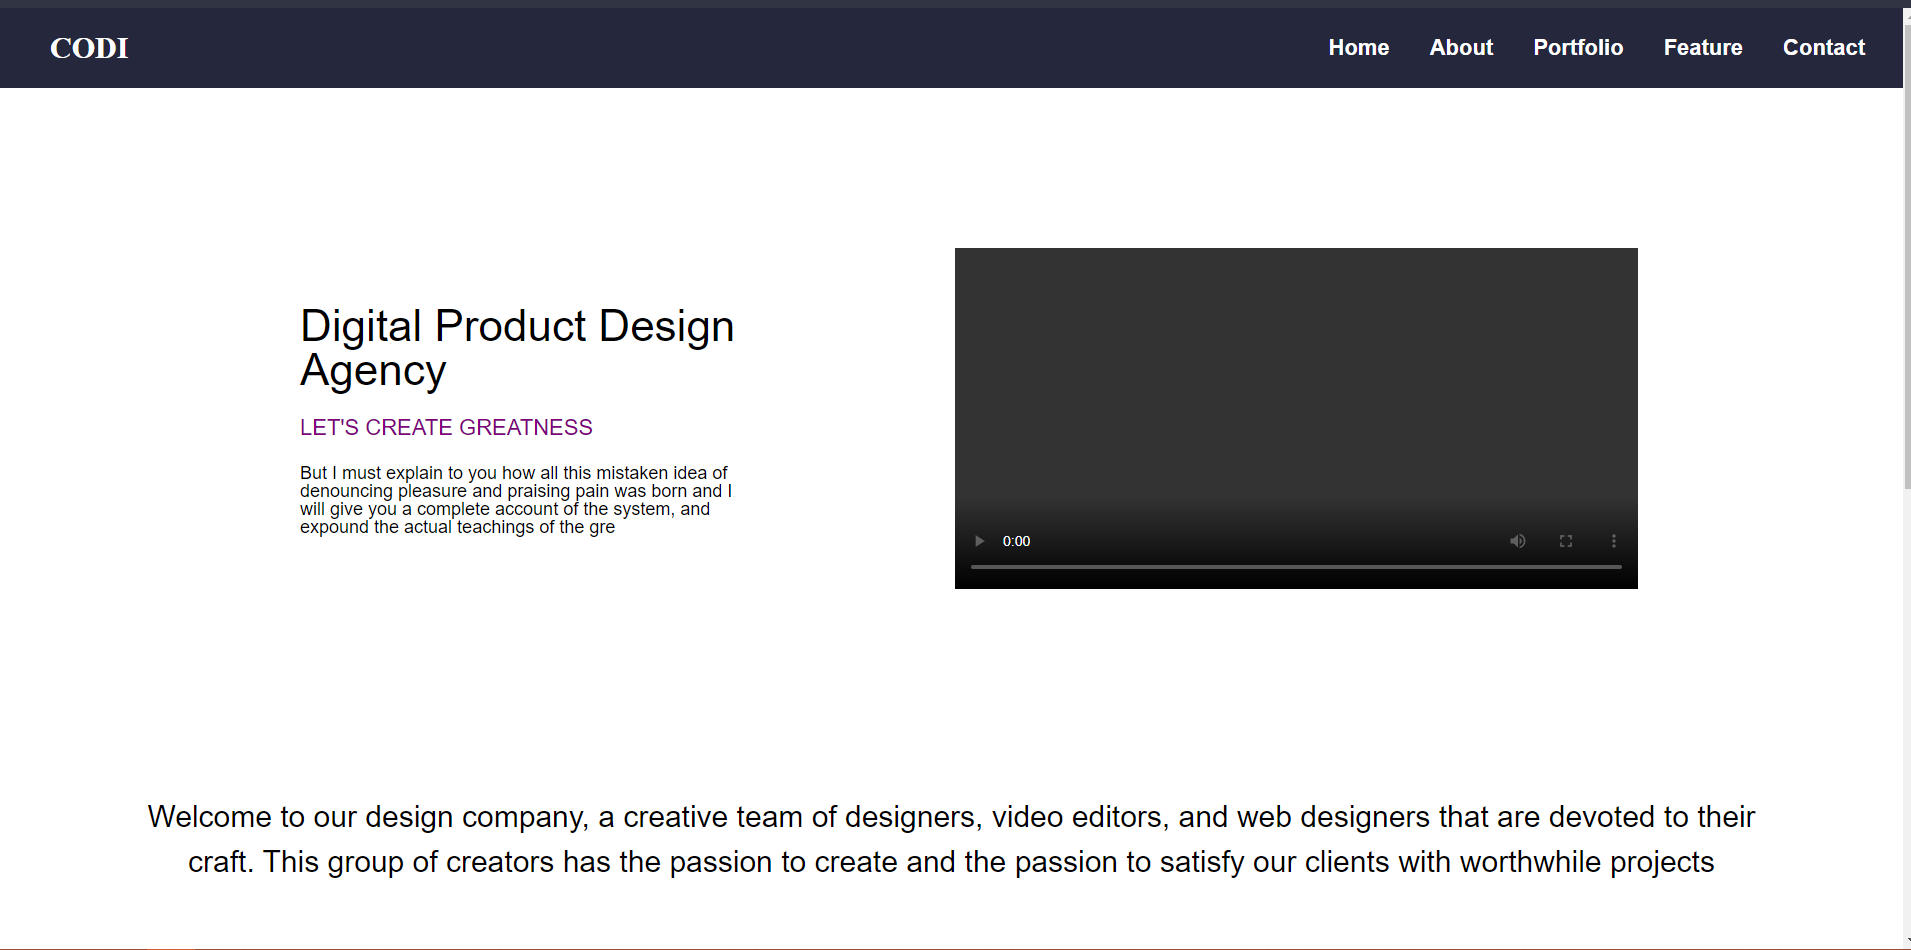 CODI
Home About Portfolio Feature Contact
Digital Product Design
Agency
LET'S CREATE GREATNESS
But I must explain to you how all this mistaken idea of
denouncing pleasure and praising pain was born and I
will give you a complete account of the system, and
expound the actual teachings of the gre
0:00
Welcome to our design company, a creative team of designers, video editors, and web designers that are devoted to their
craft. This group of creators has the passion to create and the passion to satisfy our clients with worthwhile projects